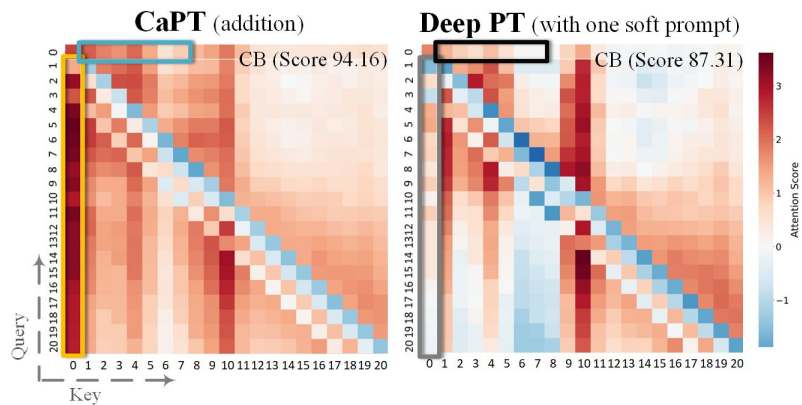 CaPT (addition)
Deep PT (with one soft prompt)
CB (Score 94.16)
CB (Score 87.31)
0 1 2 3 4 5 6 7 8 9 10 11 12 13 14 15 16 17 18 19 20
0 1 2 3 4 5 6 7 8 9 10 11 12 13 14 15 16 17 18 19 20
0 1 2 3 4 5 6 7 8 9 10 11 12 13 14 15 16 17 18 19 20
0 1 2 3 4 5 6 7 8 9 10 11 12 13 14 15 16 17 18 19 20
Query
Key
3
2
1
0
−1
Attention Score